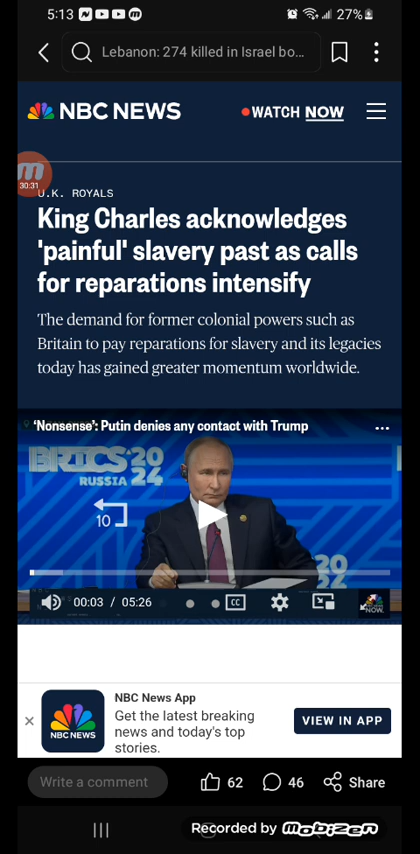 5:13
27%
Lebanon: 274 killed in Israel bo...
NBC NEWS
WATCH NOW
30:31
U.K. ROYALS
King Charles acknowledges
'painful' slavery past as calls
for reparations intensify
The demand for former colonial powers such as
Britain to pay reparations for slavery and its legacies
today has gained greater momentum worldwide.
'Nonsense': Putin denies any contact with Trump
BRICS 2024
RUSSIA
10
2024
00:03 / 05:26
CC
NOW.
NBC News App
Get the latest breaking
news and today's top
stories.
NBC NEWS
VIEW IN APP
Write a comment
62
46
Share
Recorded by mobizen